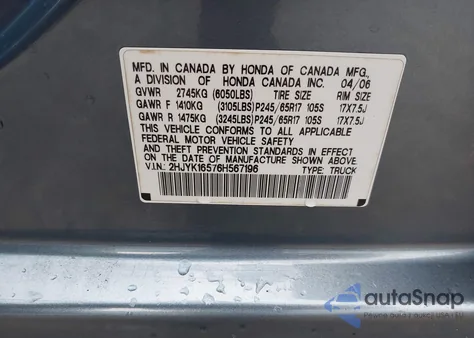 MFD. IN CANADA BY HONDA OF CANADA MFG.,
A DIVISION OF HONDA CANADA INC. 04/06
GVWR 2745KG (6050LBS) TIRE SIZE RIM SIZE
GAWR F 1410KG (3105LBS) P245/65R17 105S 17X7.5J
GAWR R 1475KG (3245LBS) P245/65R17 105S 17X7.5J
THIS VEHICLE CONFORMS TO ALL APPLICABLE
FEDERAL MOTOR VEHICLE SAFETY STANDARDS
IN EFFECT ON THE DATE OF MANUFACTURE
SHOWN ABOVE.
V.I.N.: 2HJYK16576H567196 TYPE: TRUCK
autoSnap